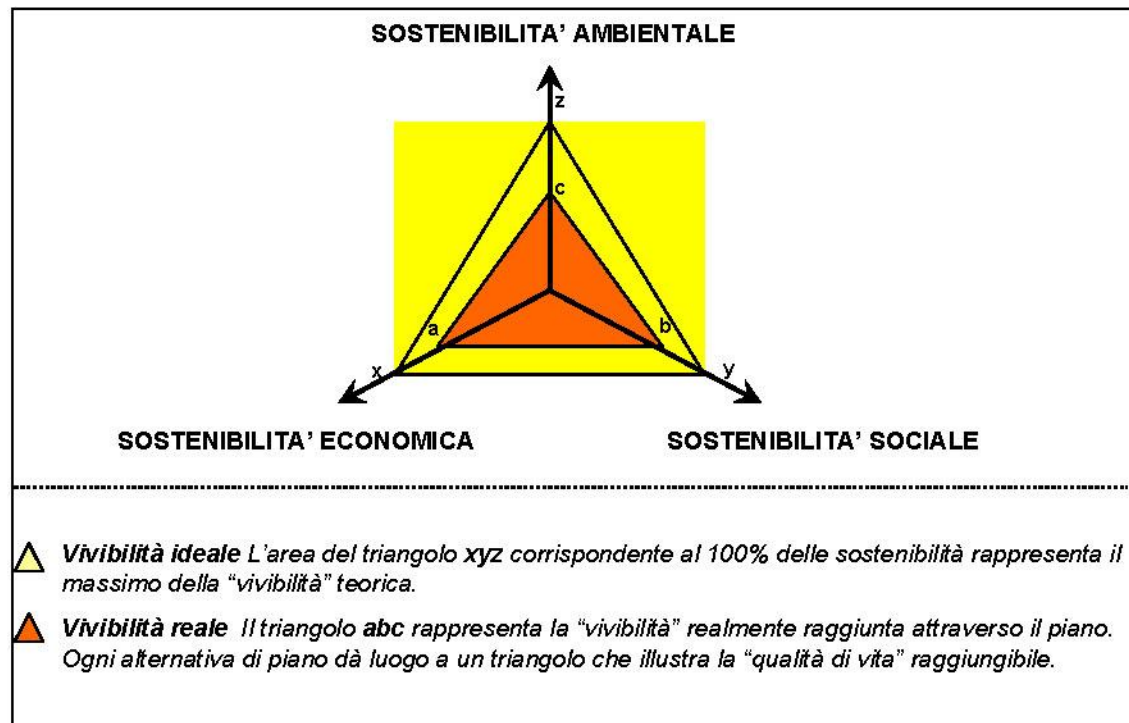 SOSTENIBILITA’ AMBIENTALE
z
c
a
b
x
y
SOSTENIBILITA’ ECONOMICA
SOSTENIBILITA’ SOCIALE
Vivibilità ideale L’area del triangolo xyz corrispondente al 100% delle sostenibilità rappresenta il
massimo della “vivibilità” teorica.
Vivibilità reale Il triangolo abc rappresenta la “vivibilità” realmente raggiunta attraverso il piano.
Ogni alternativa di piano dà luogo a un triangolo che illustra la “qualità di vita” raggiungibile.